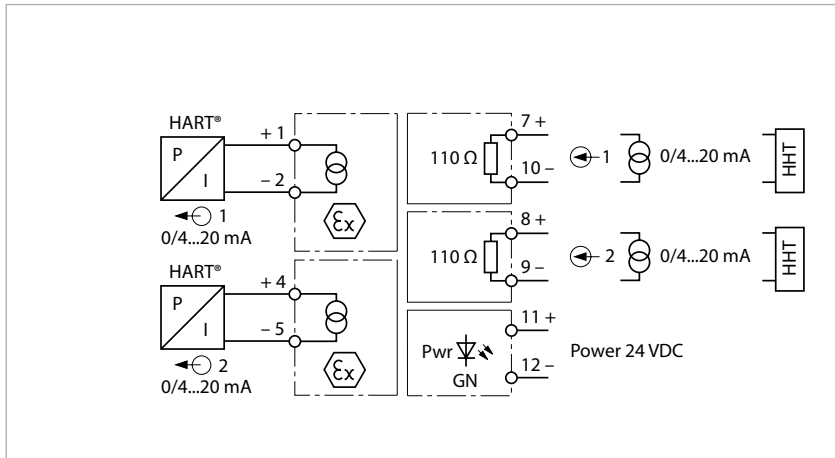 HART®
P
I
+ 1
– 2
1
0/4...20 mA
Ex
110 Ω
7 +
10 –
1
0/4...20 mA
HHT
HART®
P
I
+ 4
– 5
2
0/4...20 mA
Ex
110 Ω
8 +
9 –
2
0/4...20 mA
HHT
Pwr
GN
11 +
12 –
Power 24 VDC